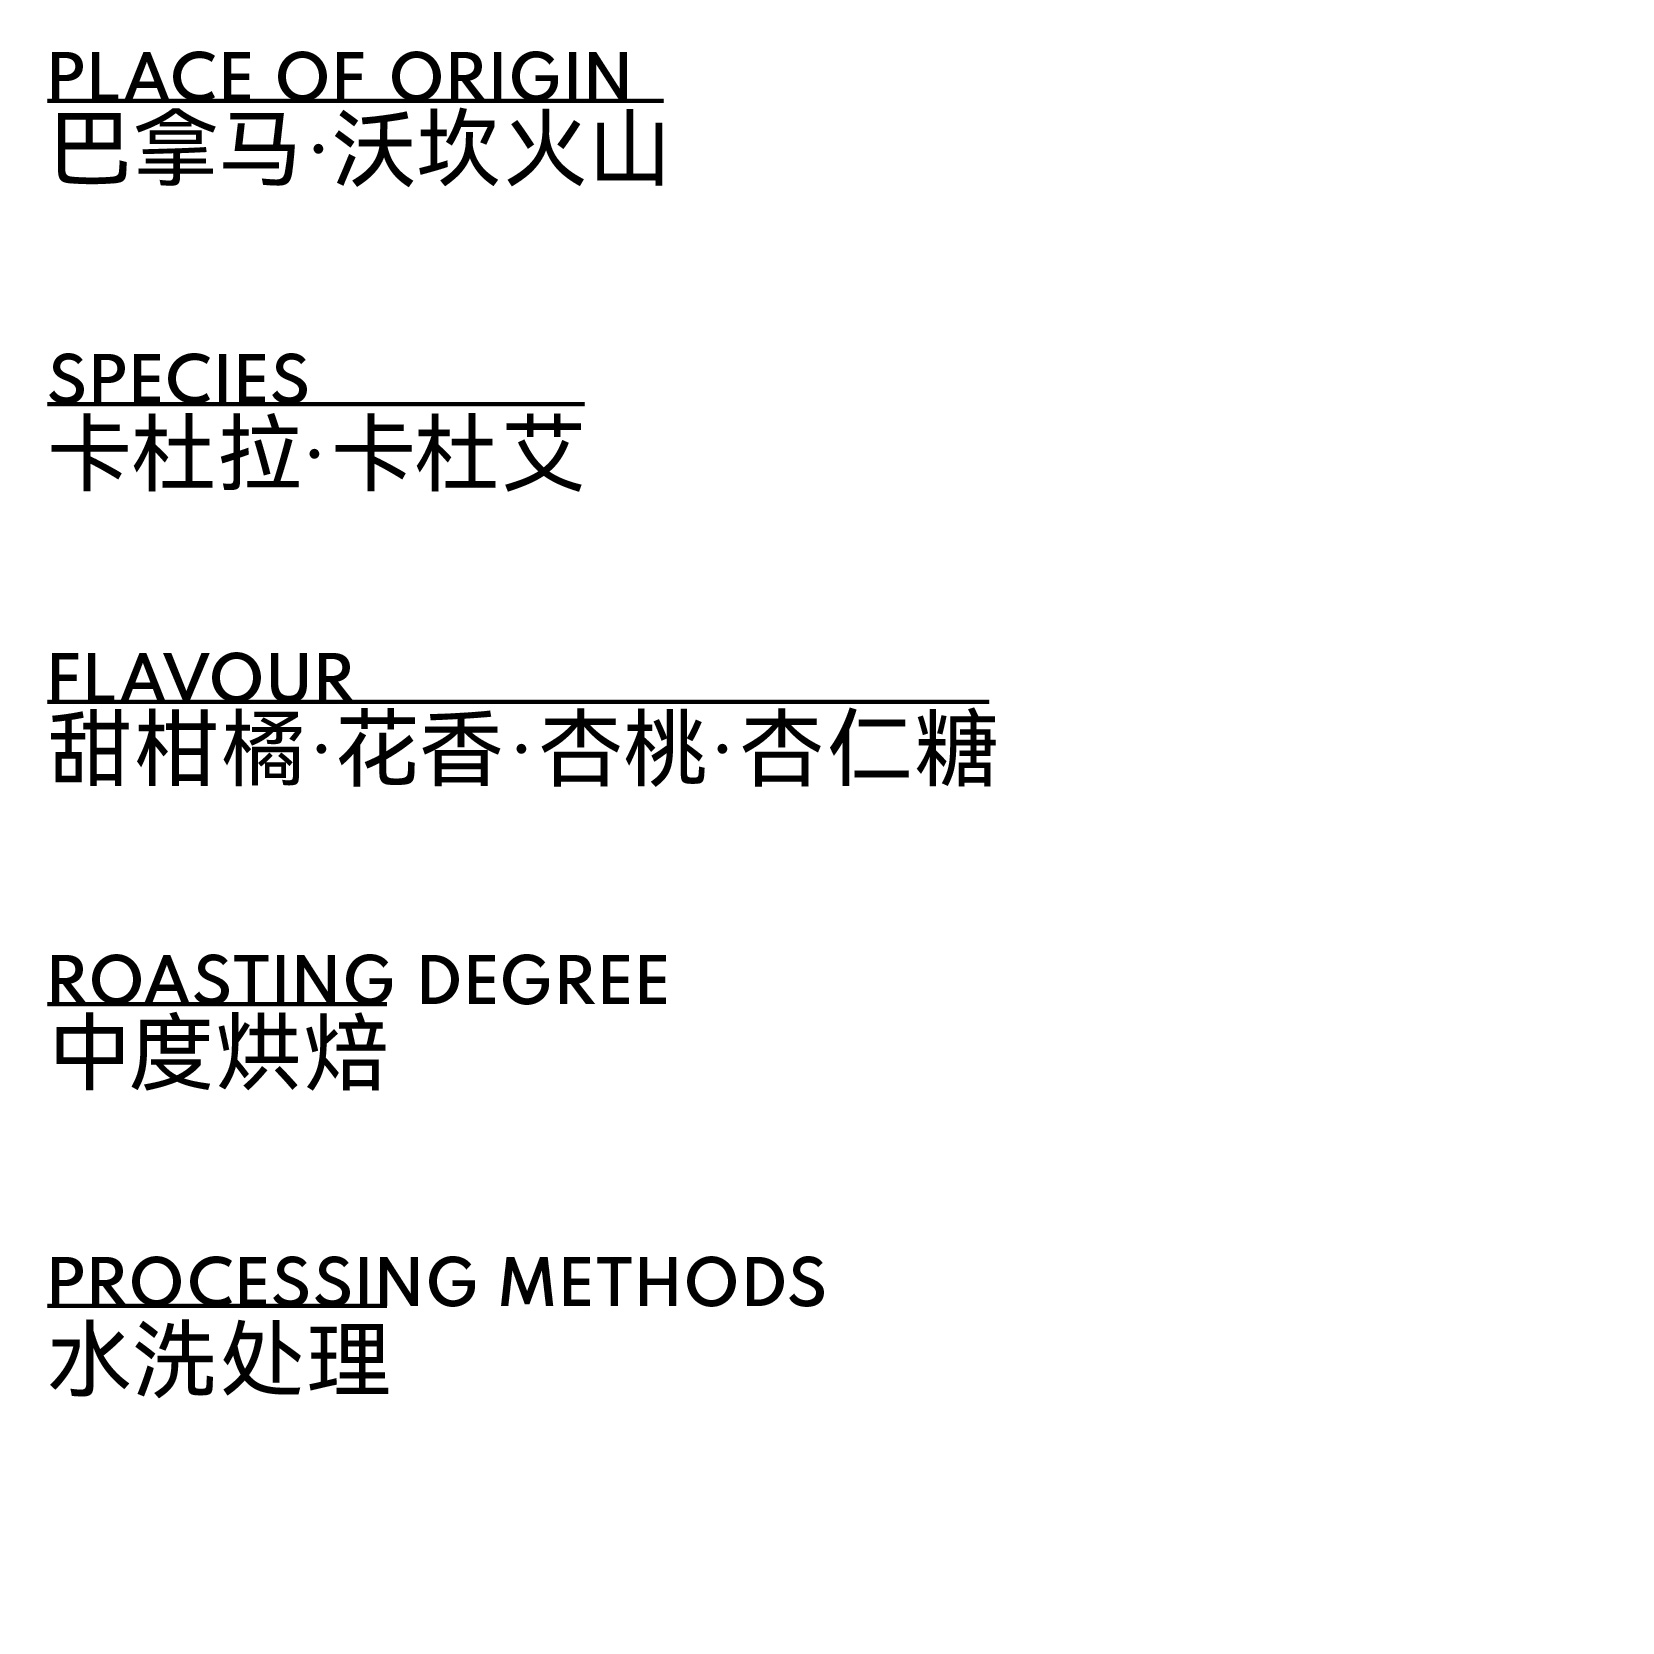 PLACE OF ORIGIN
巴拿马·沃坎火山
SPECIES
卡杜拉·卡杜艾
FLAVOUR
甜柑橘·花香·杏桃·杏仁糖
ROASTING DEGREE
中度烘焙
PROCESSING METHODS
水洗处理